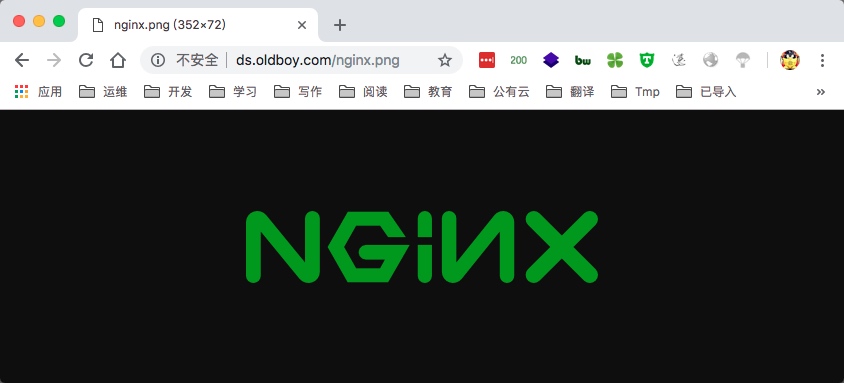 nginx.png (352×72)
不安全 ds.oldboy.com/nginx.png 200 bw T
应用 运维 开发 学习 写作 阅读 教育 公有云 翻译 Tmp 已导入 »
NGiNX